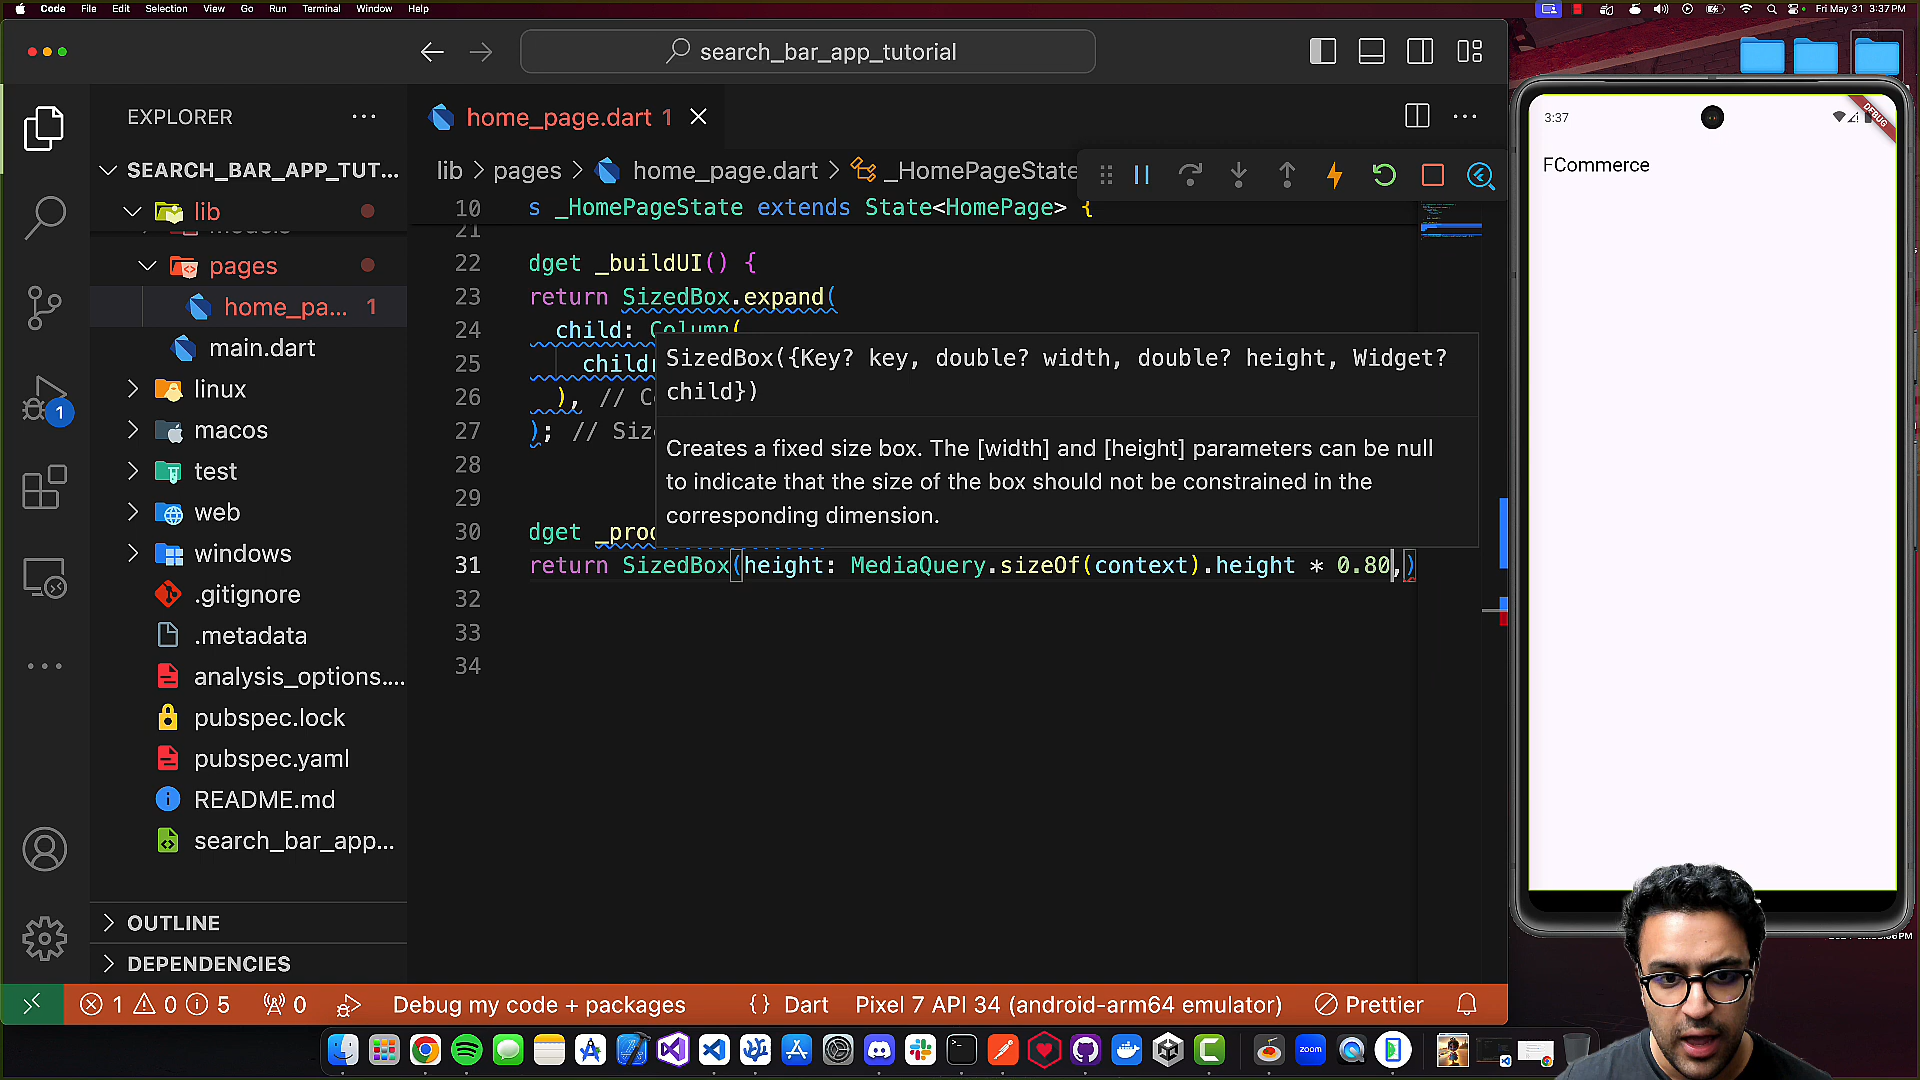 Code File Edit Selection View Go Run Terminal Window Help
Fri May 31 3:37 PM
search_bar_app_tutorial
EXPLORER
home_page.dart 1
SEARCH_BAR_APP_TUT...
lib
pages
home_pa... 1
main.dart
linux
macos
test
web
windows
.gitignore
.metadata
analysis_options....
pubspec.lock
pubspec.yaml
README.md
search_bar_app...
OUTLINE
DEPENDENCIES
1
lib > pages > home_page.dart > _HomePageState
10 s _HomePageState extends State<HomePage> {
21
22 dget _buildUI() {
23 return SizedBox.expand(
24 child: Column(
25 child
26 ), // C
27 ); // Siz
28
29
30 dget _prod
31 return SizedBox(height: MediaQuery.sizeOf(context).height * 0.80,)
32
33
34
SizedBox({Key? key, double? width, double? height, Widget?
child})
Creates a fixed size box. The [width] and [height] parameters can be null
to indicate that the size of the box should not be constrained in the
corresponding dimension.
3:37
DEBUG
FCommerce
1 0 5 0 Debug my code + packages {} Dart Pixel 7 API 34 (android-arm64 emulator) Prettier
zoom